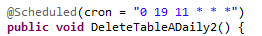 @Scheduled(cron = "0 19 11 * * *")
public void DeleteTableADaily2() {